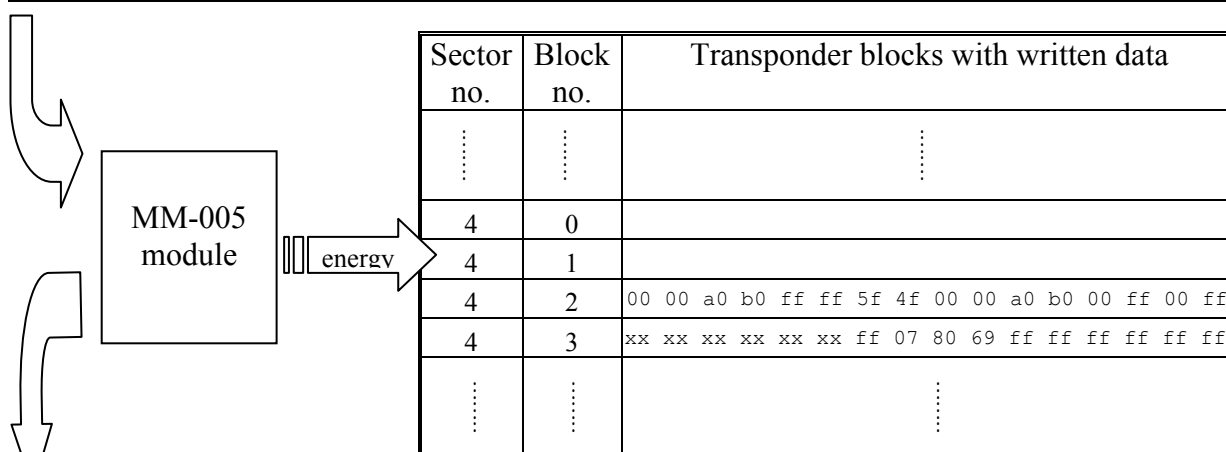 Sector no. Block no. Transponder blocks with written data
MM-005
module
energy
4 0
4 1
4 2 00 00 a0 b0 ff ff 5f 4f 00 00 a0 b0 00 ff 00 ff
4 3 xx xx xx xx xx xx ff 07 80 69 ff ff ff ff ff ff